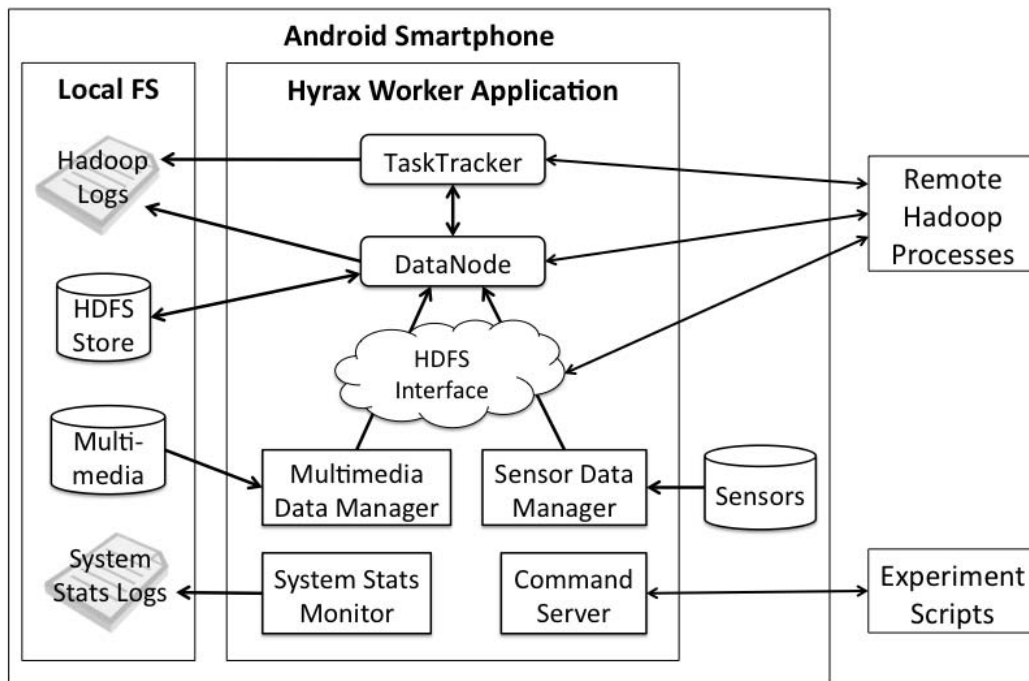 Android Smartphone
Local FS
Hyrax Worker Application
Hadoop
Logs
TaskTracker
Remote
Hadoop
Processes
DataNode
HDFS
Store
HDFS
Interface
Multi-
media
Multimedia
Data Manager
Sensor Data
Manager
Sensors
System
Stats Logs
System Stats
Monitor
Command
Server
Experiment
Scripts